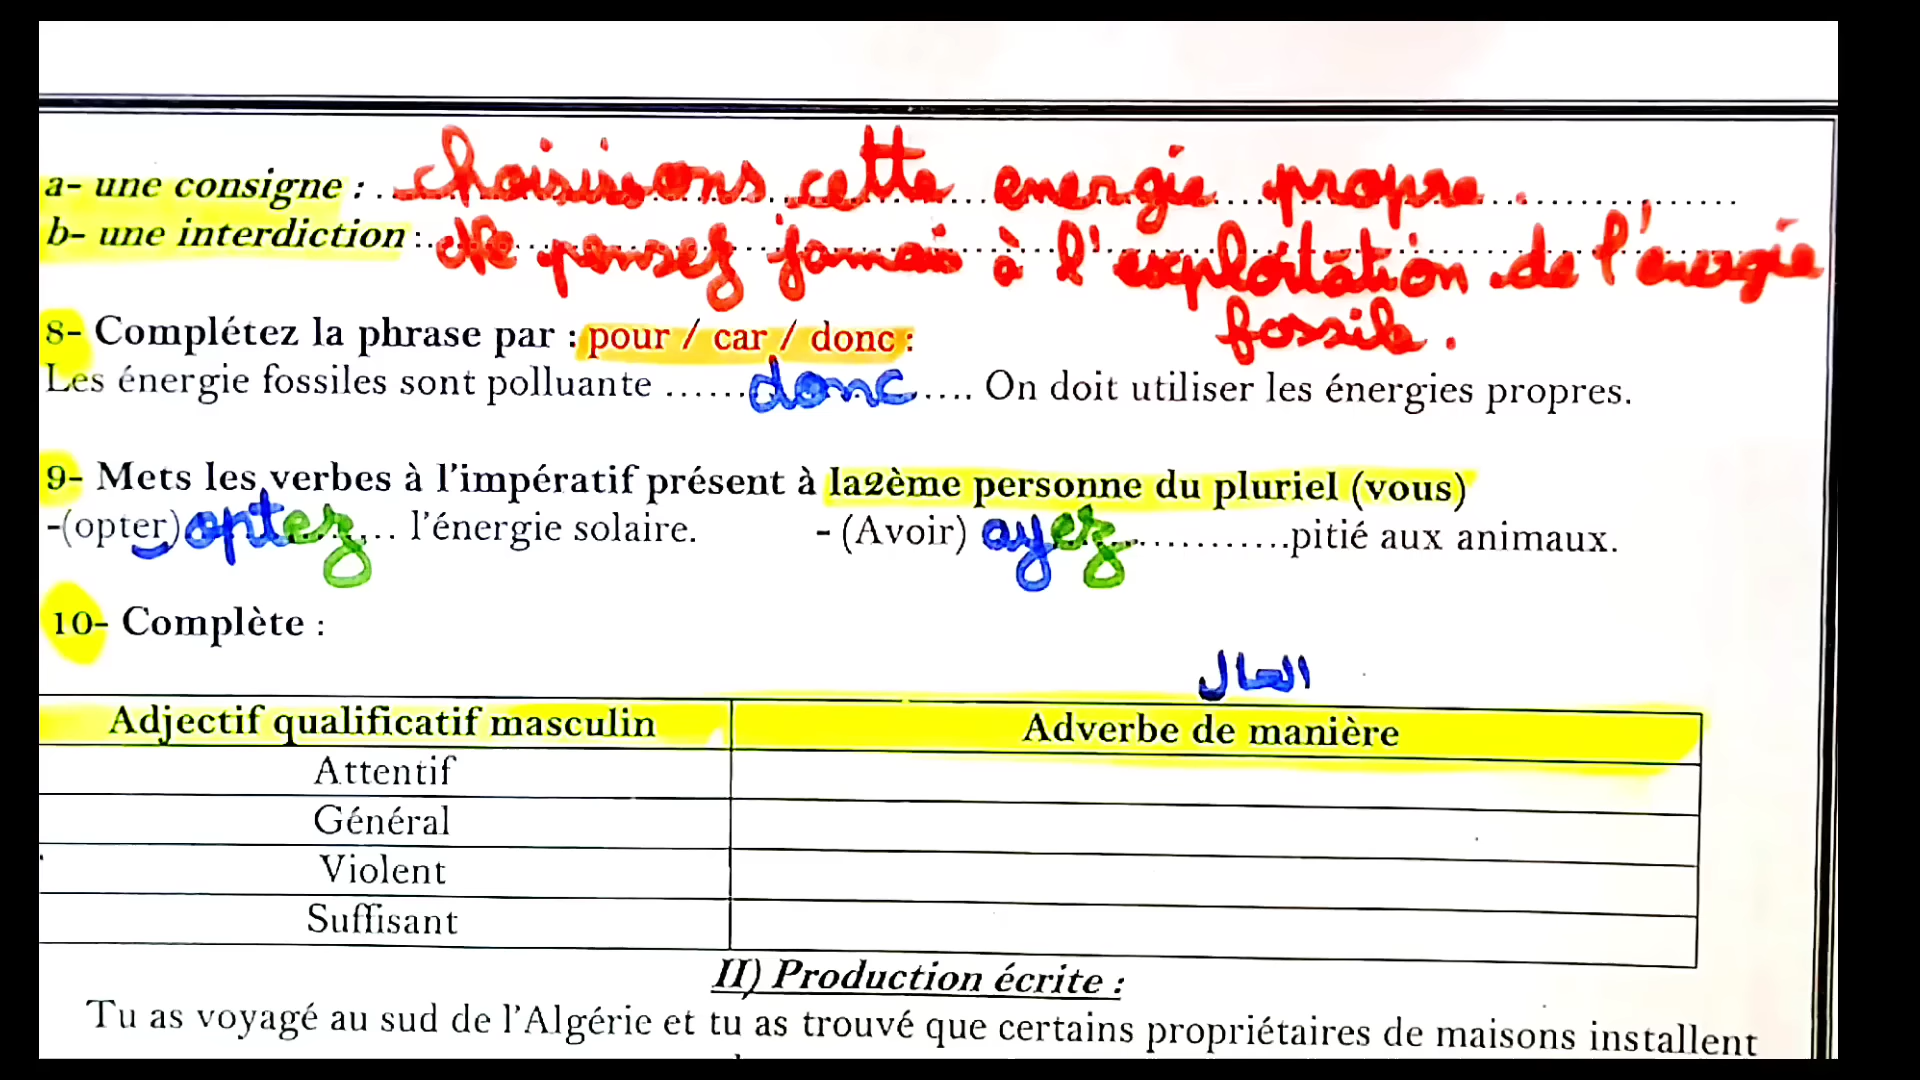 a- une consigne : ... choisissons cette energie propre.
b- une interdiction : Ne pensez jamais à l'exploitation de l'énergie
fossile.
8- Complétez la phrase par : pour / car / donc :
Les énergie fossiles sont polluante ......donc.... On doit utiliser les énergies propres.
9- Mets les verbes à l'impératif présent à la2ème personne du pluriel (vous)
-(opter) optez... l'énergie solaire. - (Avoir) ayez............pitié aux animaux.
10- Complète :
الحال
Adjectif qualificatif masculin Adverbe de manière
Attentif
Général
Violent
Suffisant
II) Production écrite :
Tu as voyagé au sud de l'Algérie et tu as trouvé que certains propriétaires de maisons installent